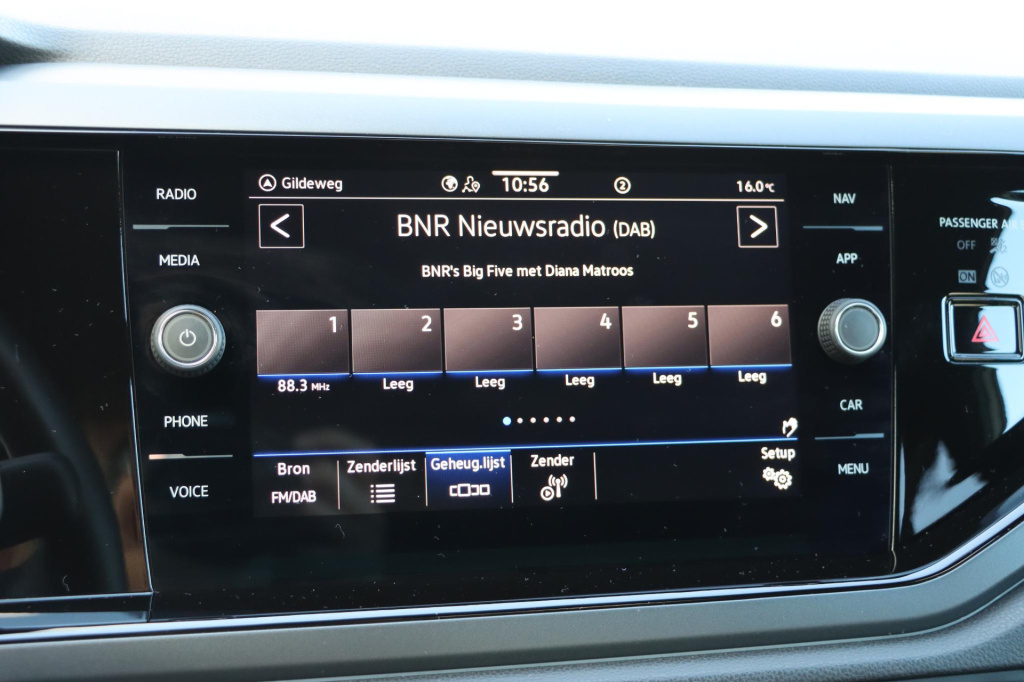 RADIO
MEDIA
PHONE
VOICE
Gildeweg
10:56
2
16.0°C
<
BNR Nieuwsradio (DAB)
>
BNR's Big Five met Diana Matroos
1 2 3 4 5 6
88.3 MHz Leeg Leeg Leeg Leeg Leeg
Bron
FM/DAB
Zenderlijst
Geheug.lijst
Zender
Setup
NAV
APP
CAR
MENU
PASSENGER
OFF
ON